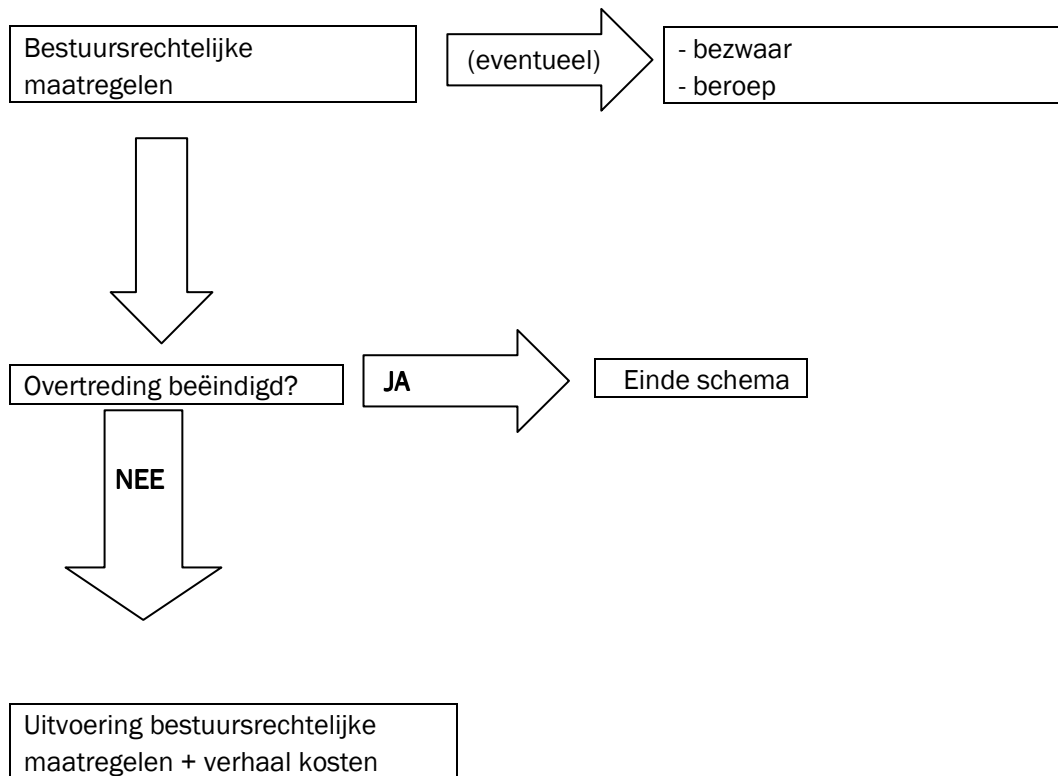 Bestuursrechtelijke
maatregelen
(eventueel)
- bezwaar
- beroep
Overtreding beëindigd?
JA
Einde schema
NEE
Uitvoering bestuursrechtelijke
maatregelen + verhaal kosten